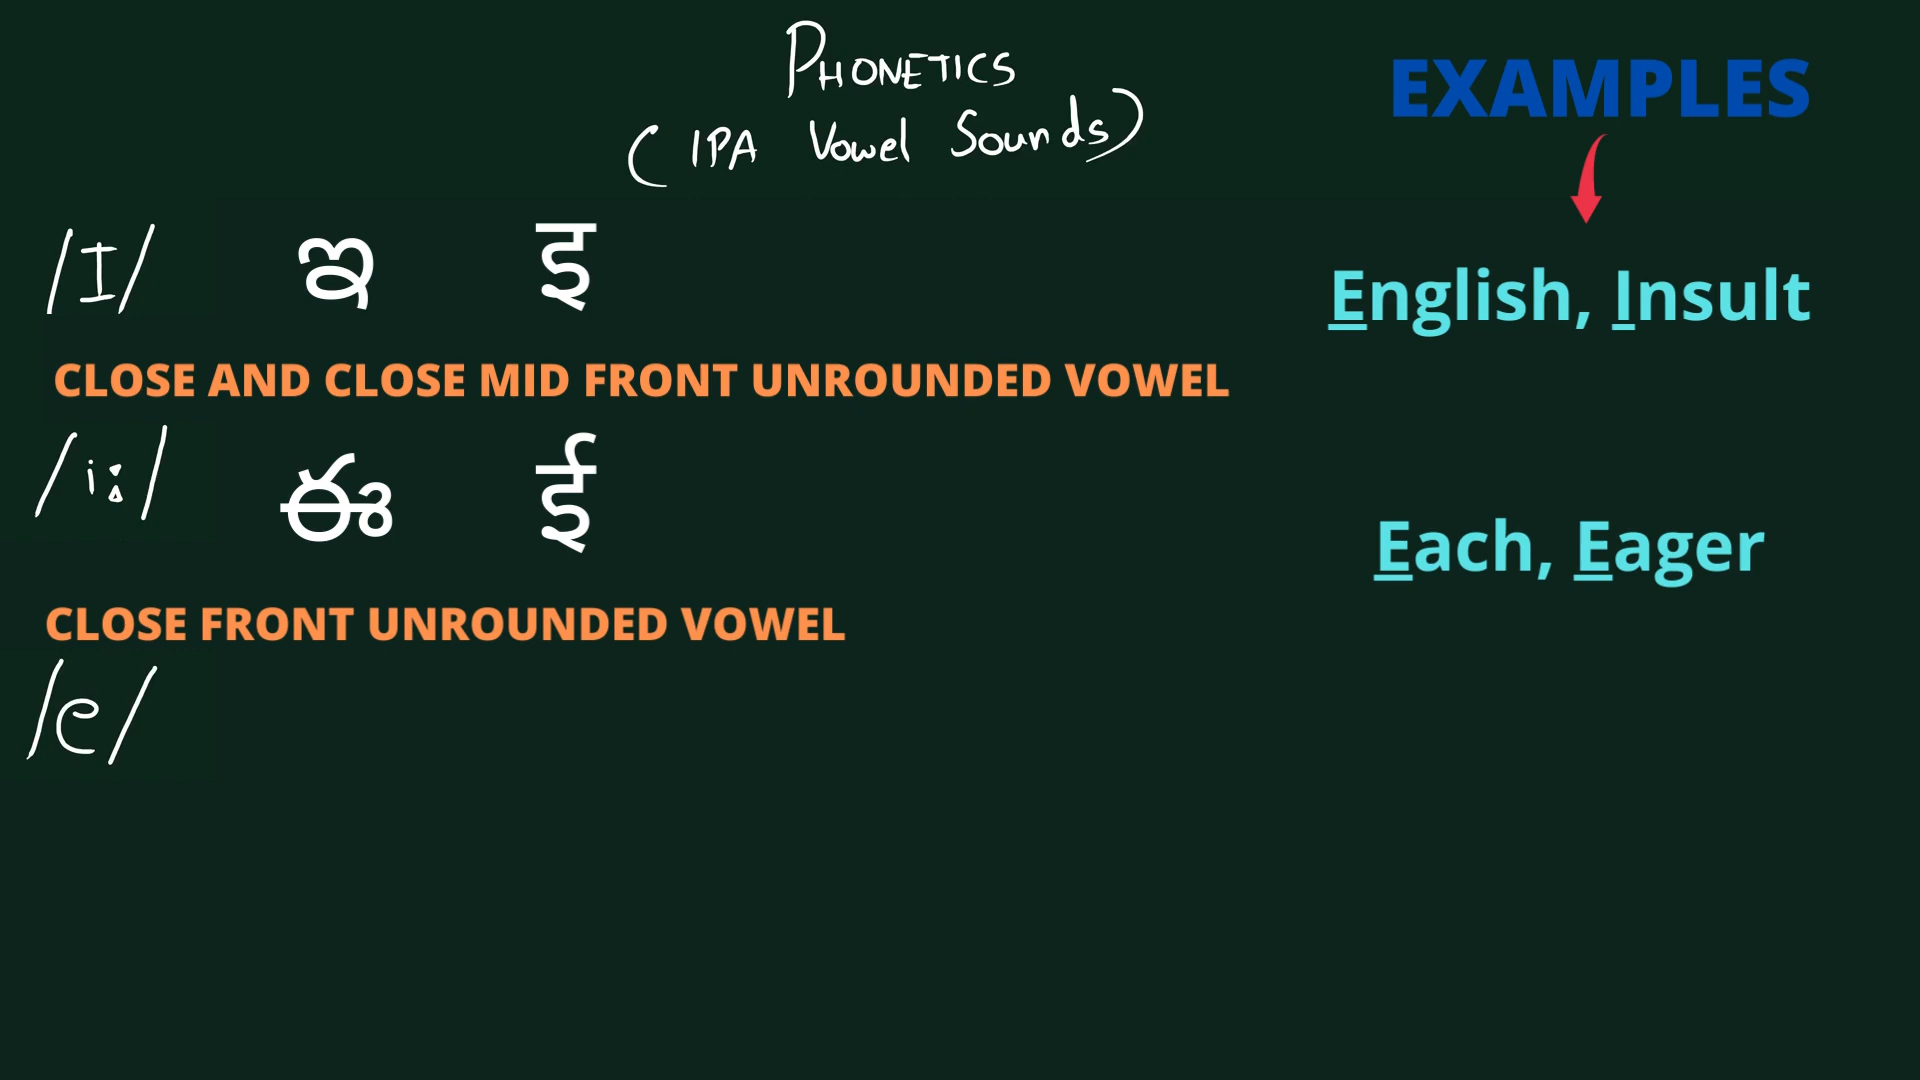 PHONETICS
(IPA Vowel Sounds)
EXAMPLES
/I/ ఇ इ English, Insult
CLOSE AND CLOSE MID FRONT UNROUNDED VOWEL
/i:/ ఈ ई Each, Eager
CLOSE FRONT UNROUNDED VOWEL
/e/